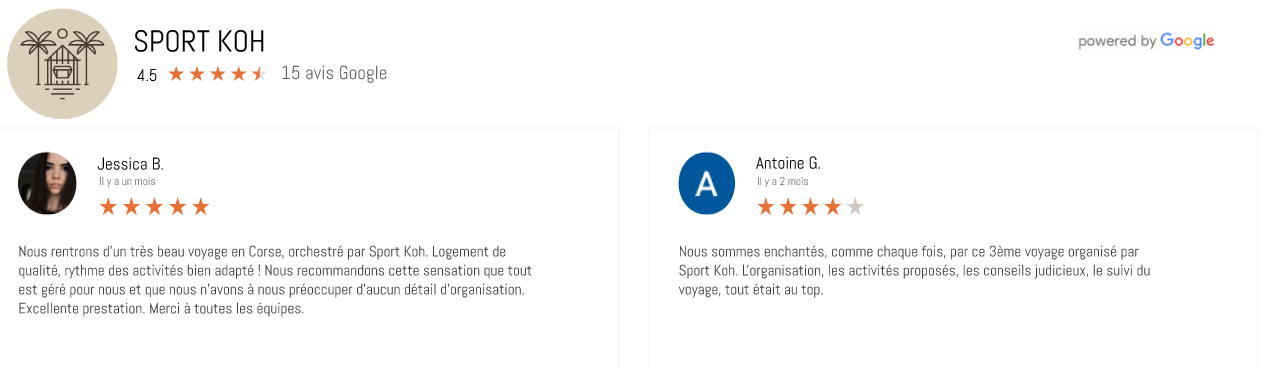 SPORT KOH
4.5 15 avis Google
powered by Google
Jessica B.
Il y a un mois
Nous rentrons d'un très beau voyage en Corse, orchestré par Sport Koh. Logement de
qualité, rythme des activités bien adapté ! Nous recommandons cette sensation que tout
est géré pour nous et que nous n'avons à nous préoccuper d'aucun détail d'organisation.
Excellente prestation. Merci à toutes les équipes.
A
Antoine G.
Il y a 2 mois
Nous sommes enchantés, comme chaque fois, par ce 3ème voyage organisé par
Sport Koh. L'organisation, les activités proposés, les conseils judicieux, le suivi du
voyage, tout était au top.